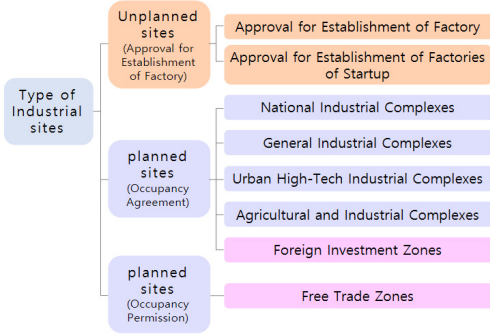 Type of
Industrial
sites
Unplanned
sites
(Approval for
Establishment
of Factory)
Approval for Establishment of Factory
Approval for Establishment of Factories
of Startup
planned
sites
(Occupancy
Agreement)
National Industrial Complexes
General Industrial Complexes
Urban High-Tech Industrial Complexes
Agricultural and Industrial Complexes
Foreign Investment Zones
planned
sites
(Occupancy
Permission)
Free Trade Zones